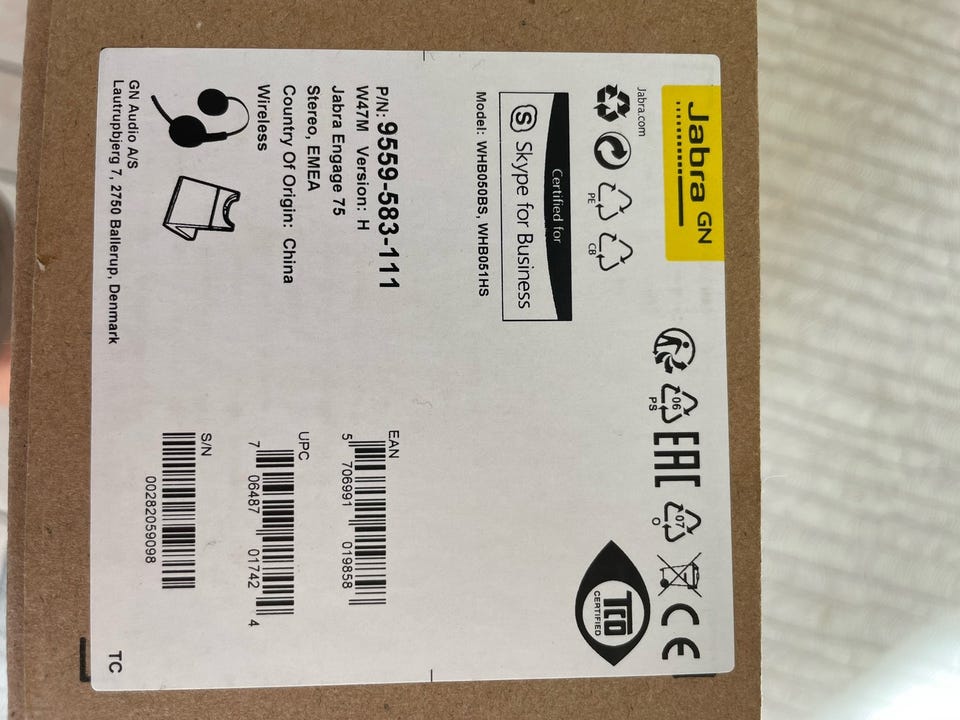 Jabra GN
Jabra.com
PE
CB
06
PS
EAC
07
O
CE
TCO
CERTIFIED
Certified for
Skype for Business
Model: WHB050BS, WHB051HS
P/N: 9559-583-111
W47M Version: H
Jabra Engage 75
Stereo, EMEA
Country Of Origin: China
Wireless
EAN
5 706991 019858
UPC
7 06487 01742 4
S/N
00282059098
GN Audio A/S
Lautrupbjerg 7, 2750 Ballerup, Denmark
TC